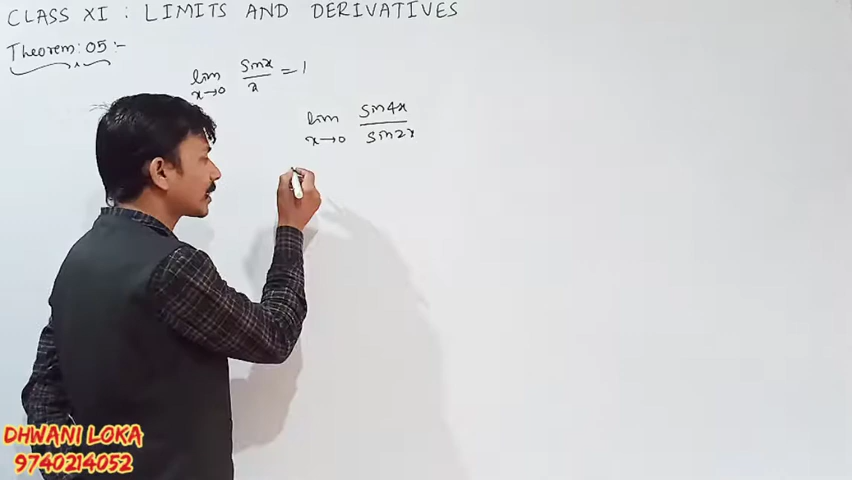 CLASS XI : LIMITS AND DERIVATIVES
Theorem: 05 :-
lim x→0 sinx/x = 1
lim x→0 sin4x/sin2x
DHWANI LOKA
9740214052